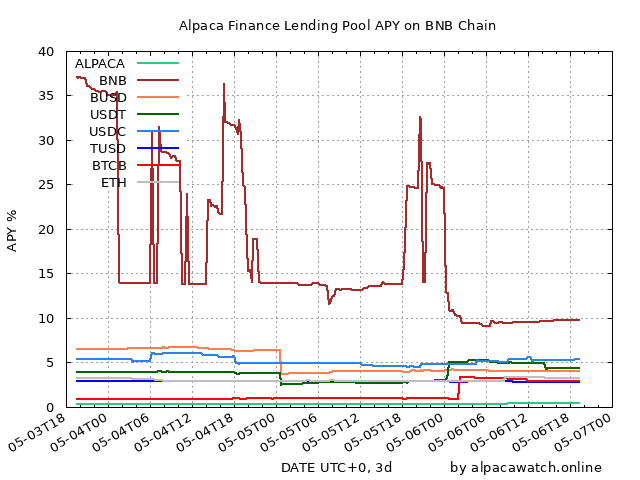 Alpaca Finance Lending Pool APY on BNB Chain
40
35
30
25
20
15
10
5
0
APY %
ALPACA
BNB
BUSD
USDT
USDC
TUSD
BTCB
ETH
05-03T18
05-04T00
05-04T06
05-04T12
05-04T18
05-05T00
05-05T06
05-05T12
05-05T18
05-06T00
05-06T06
05-06T12
05-06T18
05-07T00
DATE UTC+0, 3d
by alpacawatch.online